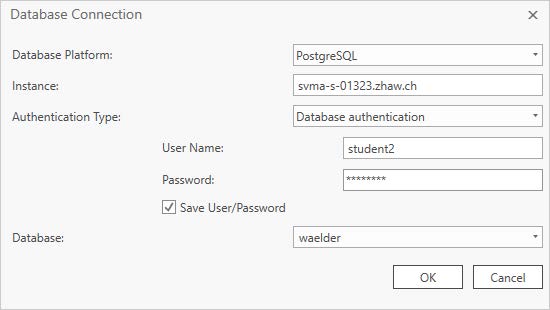 Database Connection
Database Platform: PostgreSQL
Instance: svma-s-01323.zhaw.ch
Authentication Type: Database authentication
User Name: student2
Password: ********
Save User/Password
Database: waelder
OK Cancel